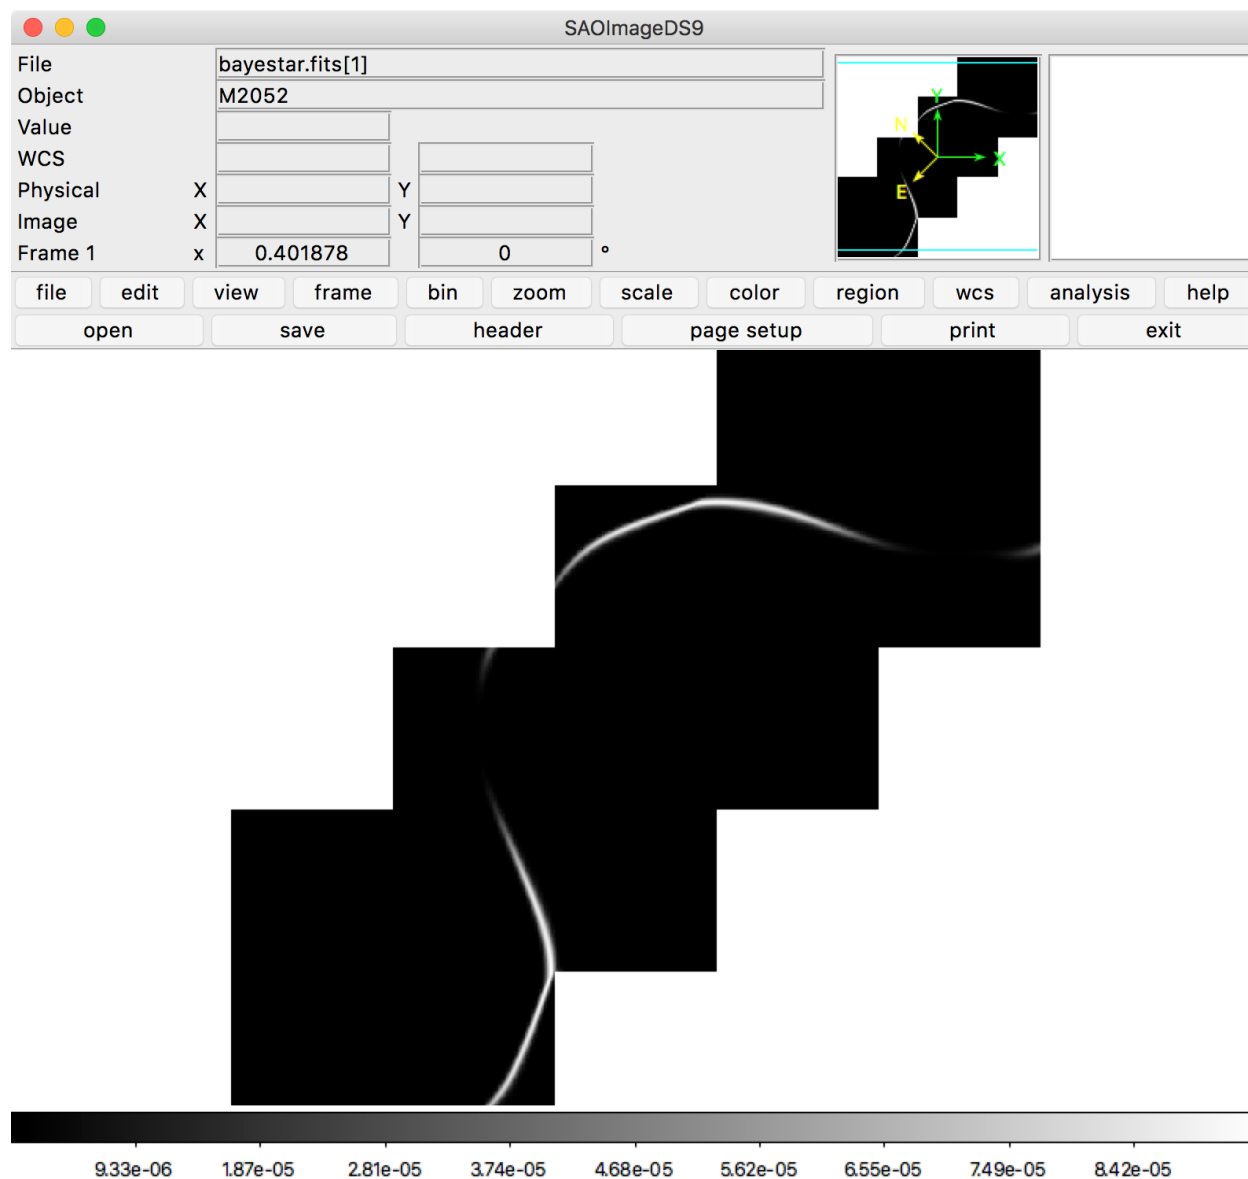 SAOImageDS9
File bayestar.fits[1]
Object M2052
Value
WCS
Physical X Y
Image X Y
Frame 1 x 0.401878 0 °
Y
N
X
E
file edit view frame bin zoom scale color region wcs analysis help
open save header page setup print exit
9.33e-06 1.87e-05 2.81e-05 3.74e-05 4.68e-05 5.62e-05 6.55e-05 7.49e-05 8.42e-05